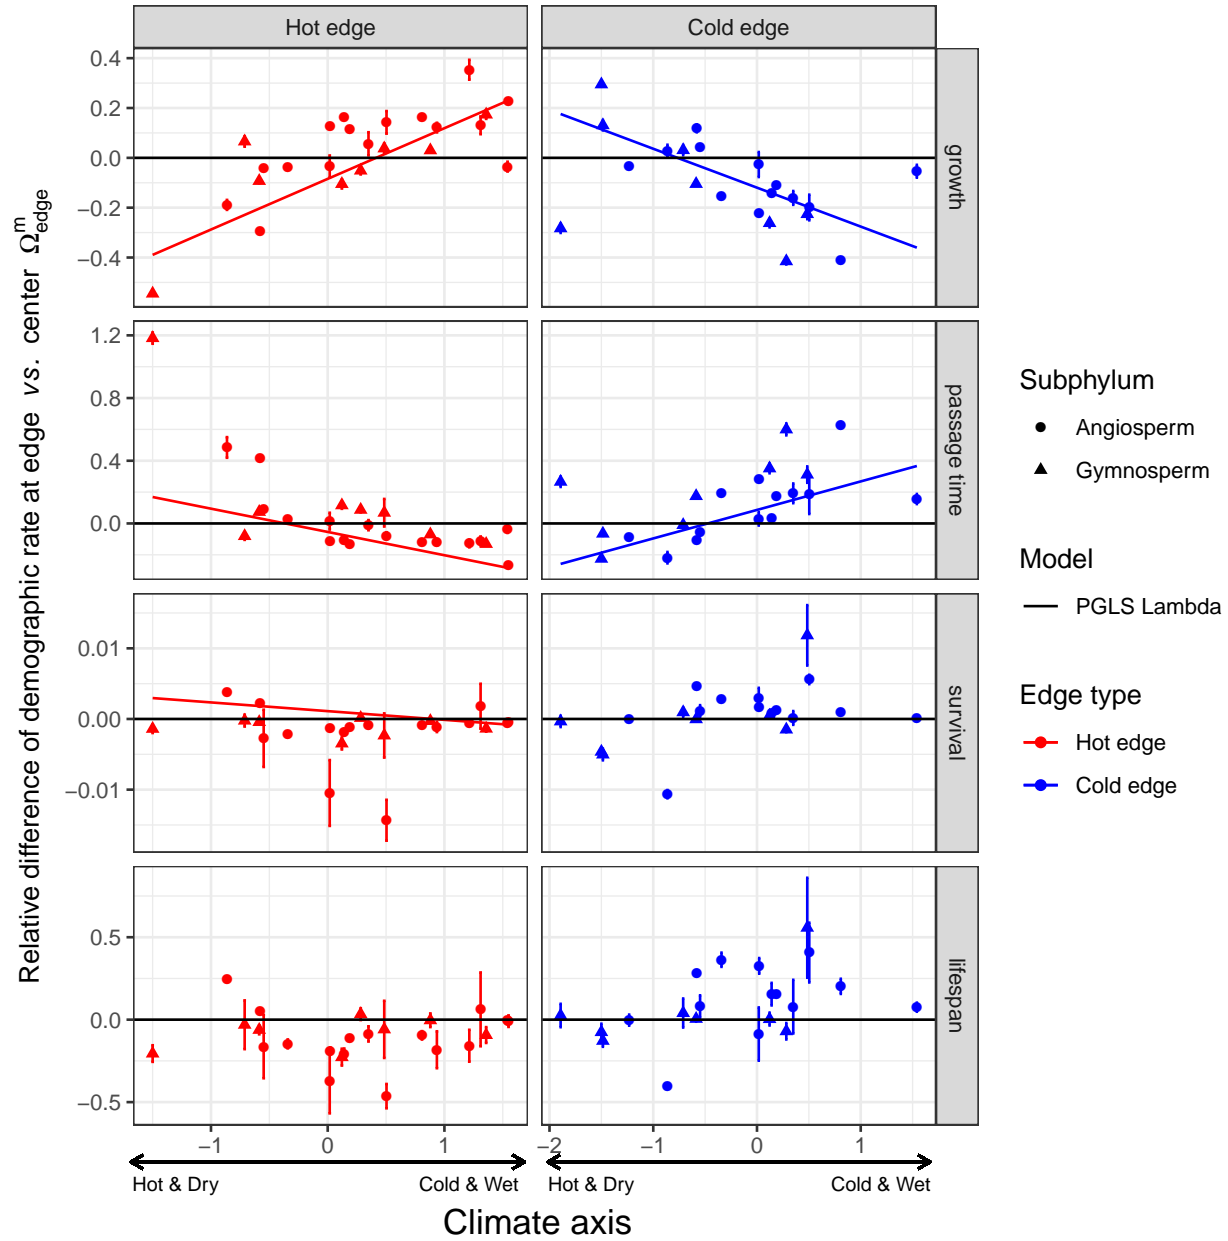 Hot edge
Cold edge
Relative difference of demographic rate at edge vs. center Ω^m_edge
0.4
0.2
0.0
−0.2
−0.4
growth
1.2
0.8
0.4
0.0
passage time
0.01
0.00
−0.01
survival
0.5
0.0
−0.5
lifespan
−1
0
1
−2
−1
0
1
Hot & Dry
Cold & Wet
Hot & Dry
Cold & Wet
Climate axis
Subphylum
Angiosperm
Gymnosperm
Model
PGLS Lambda
Edge type
Hot edge
Cold edge